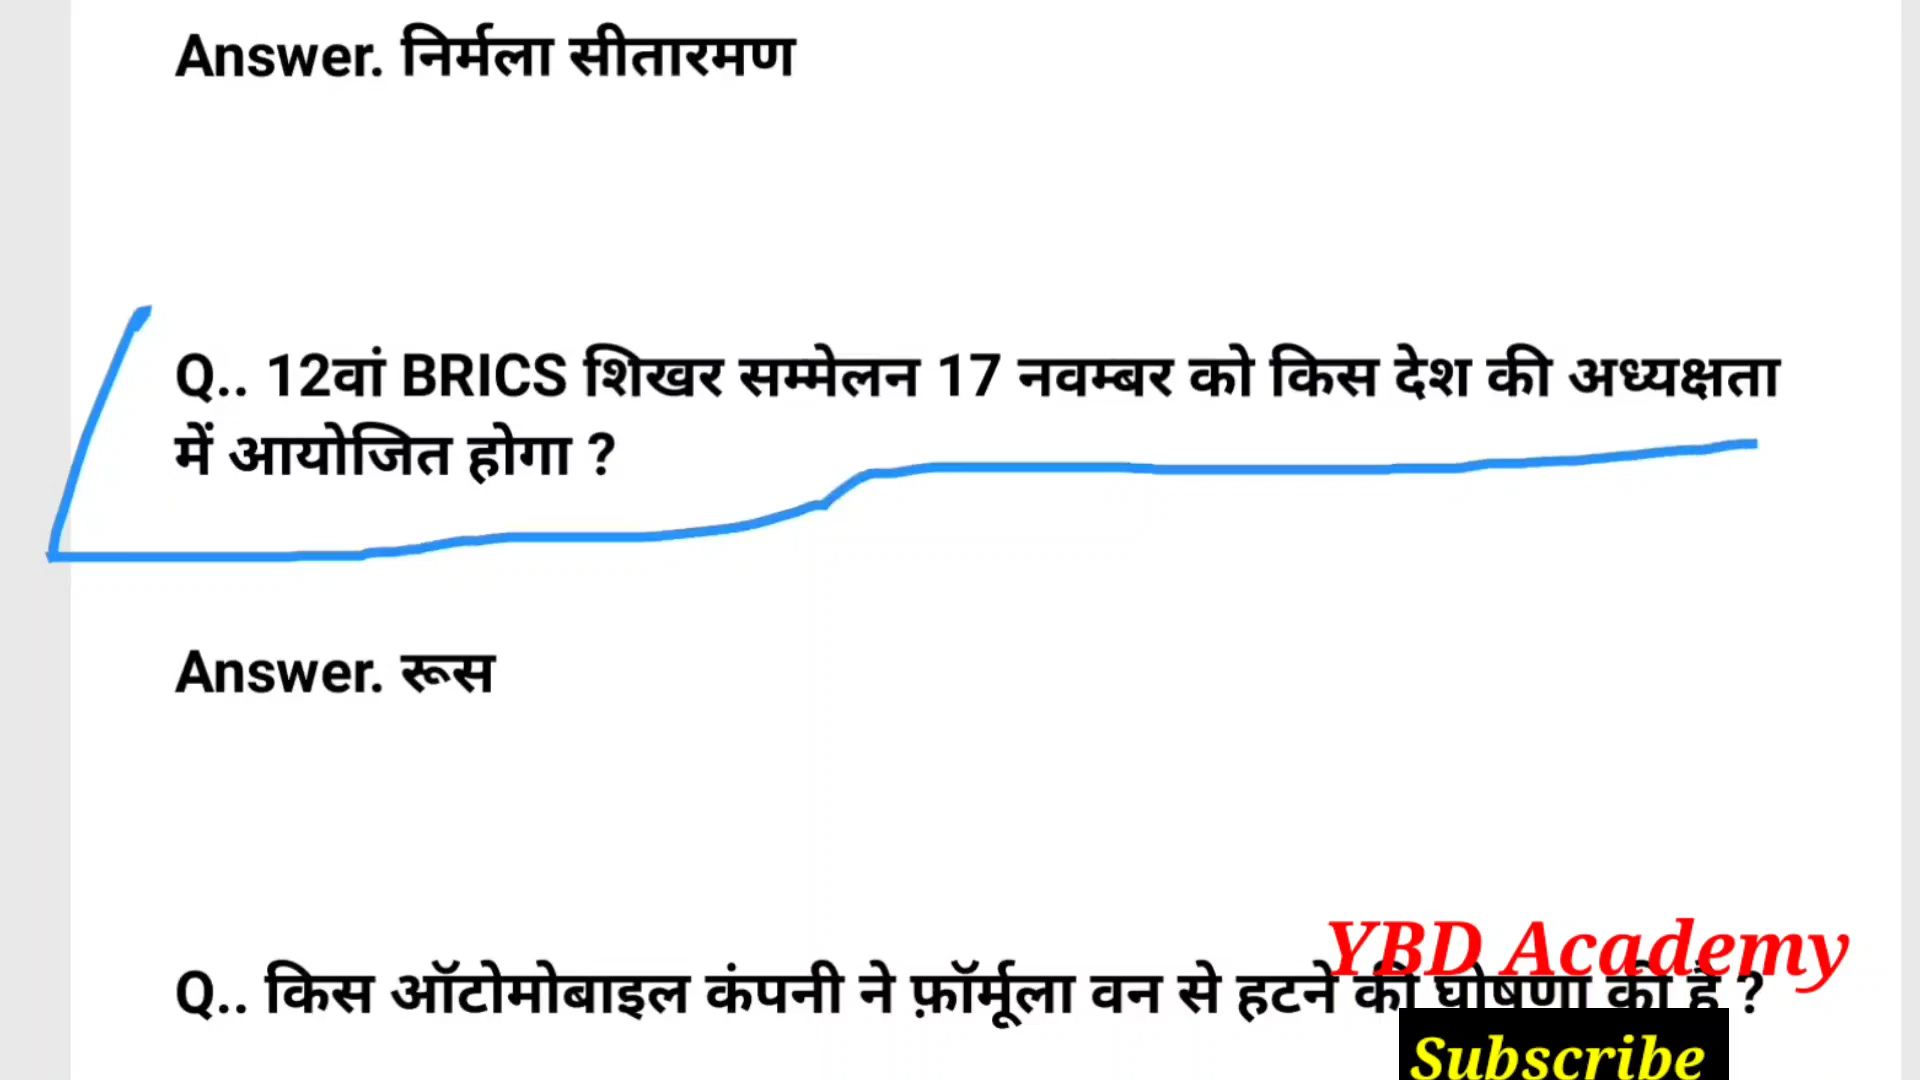 Answer. निर्मला सीतारमण
Q.. 12वां BRICS शिखर सम्मेलन 17 नवम्बर को किस देश की अध्यक्षता
में आयोजित होगा ?
Answer. रूस
YBD Academy
Q.. किस ऑटोमोबाइल कंपनी ने फ़ॉर्मूला वन से हटने की घोषणा की है ?
Subscribe